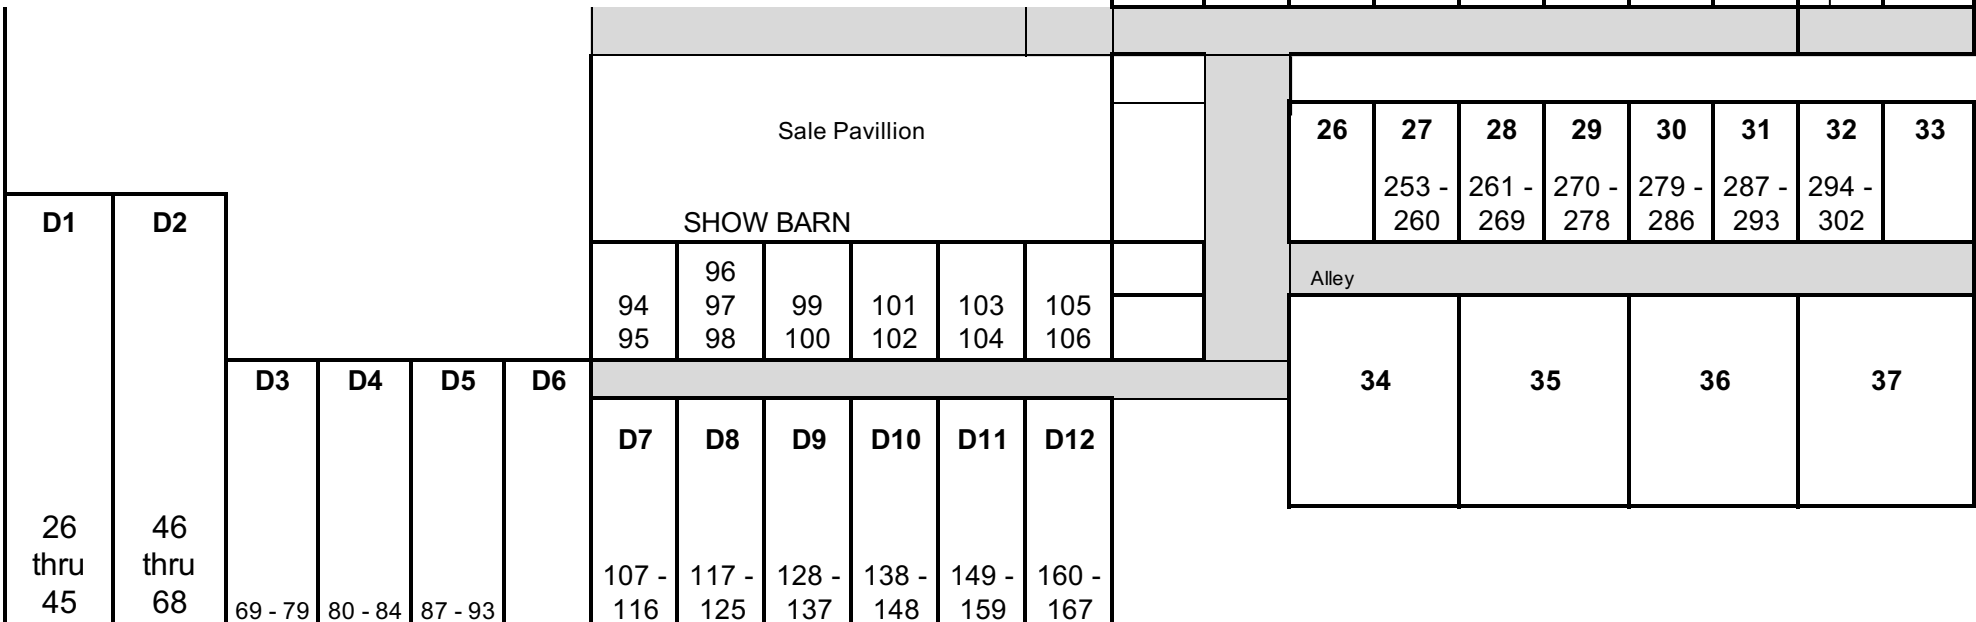 Sale Pavillion
SHOW BARN
26 27 28 29 30 31 32 33
253 - 261 - 270 - 279 - 287 - 294 -
260 269 278 286 293 302
Alley
D1 D2
96
94 97 99 101 103 105
95 98 100 102 104 106
D3 D4 D5 D6
34 35 36 37
D7 D8 D9 D10 D11 D12
26 46
thru thru
45 68
69 - 79 80 - 84 87 - 93
107 - 117 - 128 - 138 - 149 - 160 -
116 125 137 148 159 167